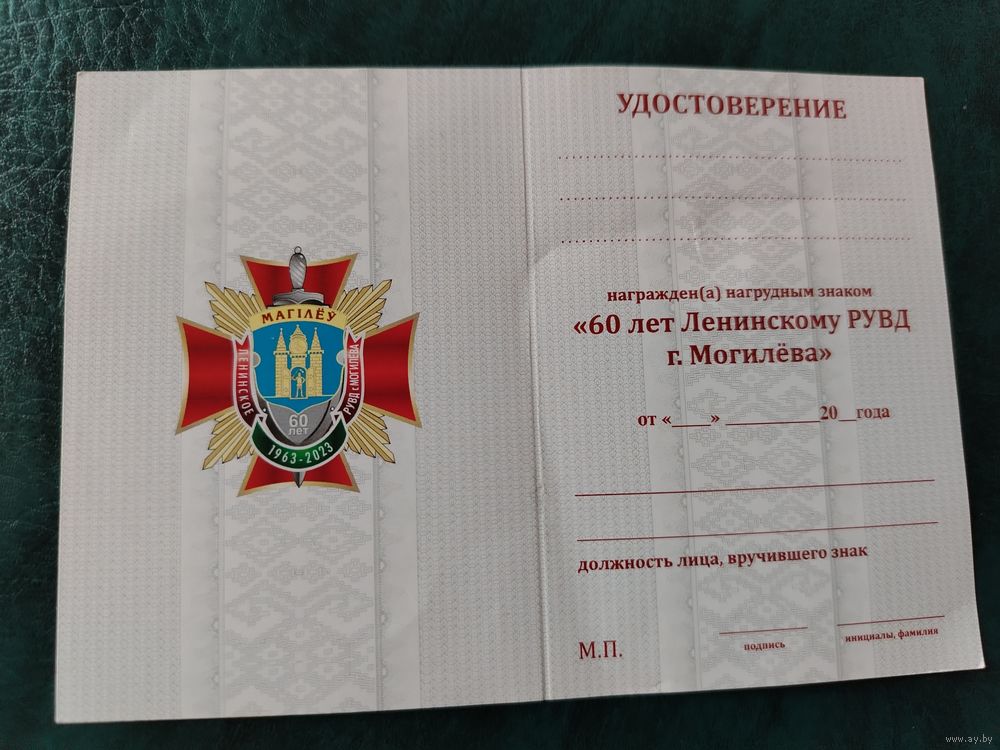 МАГІЛЁЎ
ЛЕНИНСКОЕ
РУВД г. МОГИЛЁВА
60
лет
1963-2023
УДОСТОВЕРЕНИЕ
награжден(а) нагрудным знаком
«60 лет Ленинскому РУВД
г. Могилёва»
от «____» ___________20__года
должность лица, вручившего знак
М.П.
подпись
инициалы, фамилия
www.ay.by